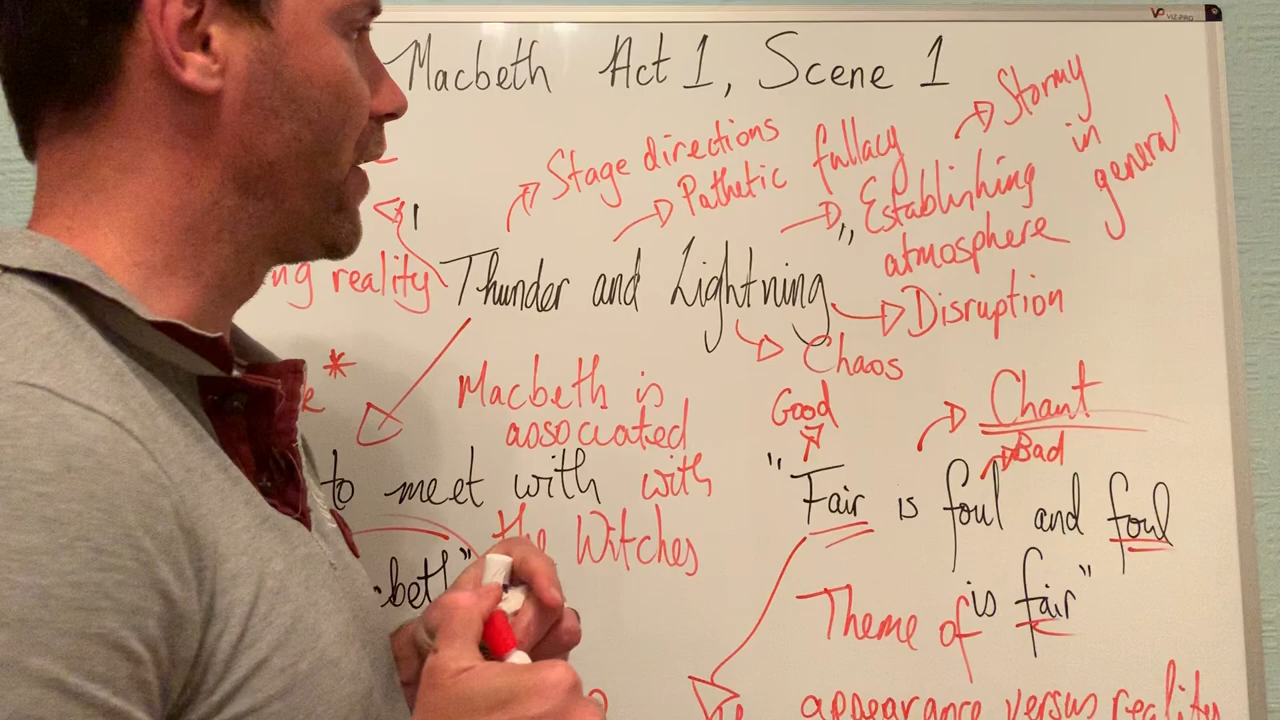 VIZ-PRO
Macbeth Act 1, Scene 1
Stormy
in
general
Stage directions
Pathetic fallacy
Establishing
atmosphere
reality
Thunder and Lightning
Disruption
Chaos
Macbeth is
associated
with
the Witches
to meet with
Good
Chant
Bad
"Fair is foul and foul
is fair"
Theme of
appearance versus reality